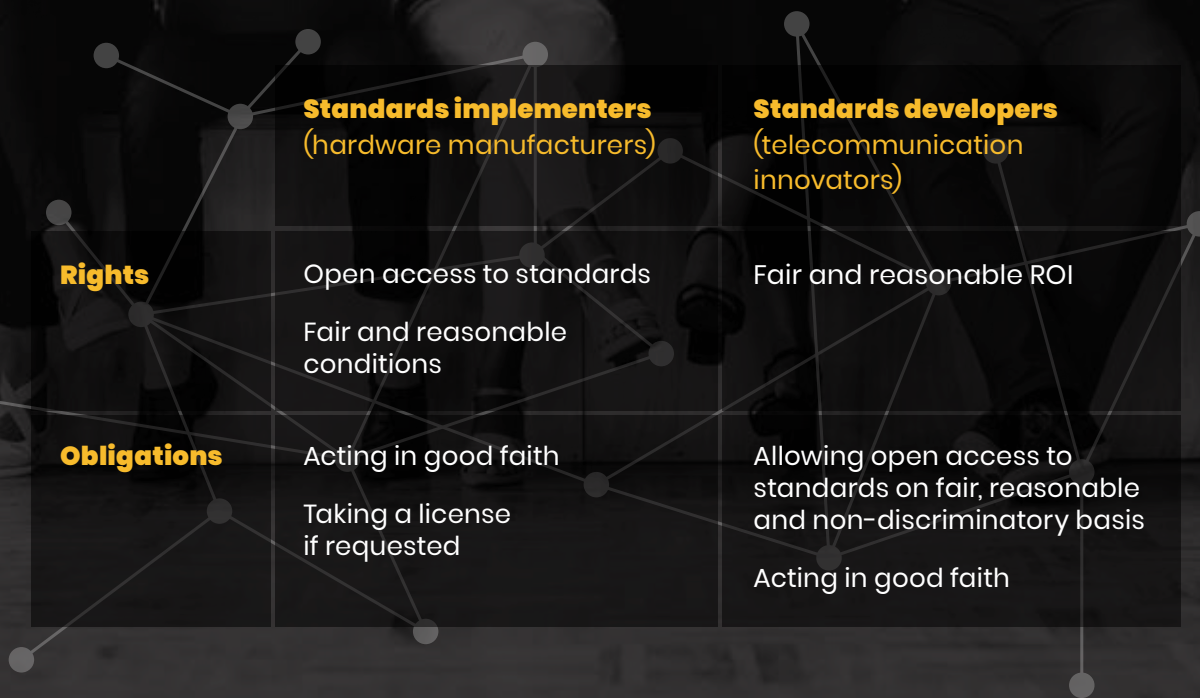 Standards implementers
(hardware manufacturers)
Standards developers
(telecommunication
innovators)
Rights
Open access to standards
Fair and reasonable
conditions
Fair and reasonable ROI
Obligations
Acting in good faith
Taking a license
if requested
Allowing open access to
standards on fair, reasonable
and non-discriminatory basis
Acting in good faith